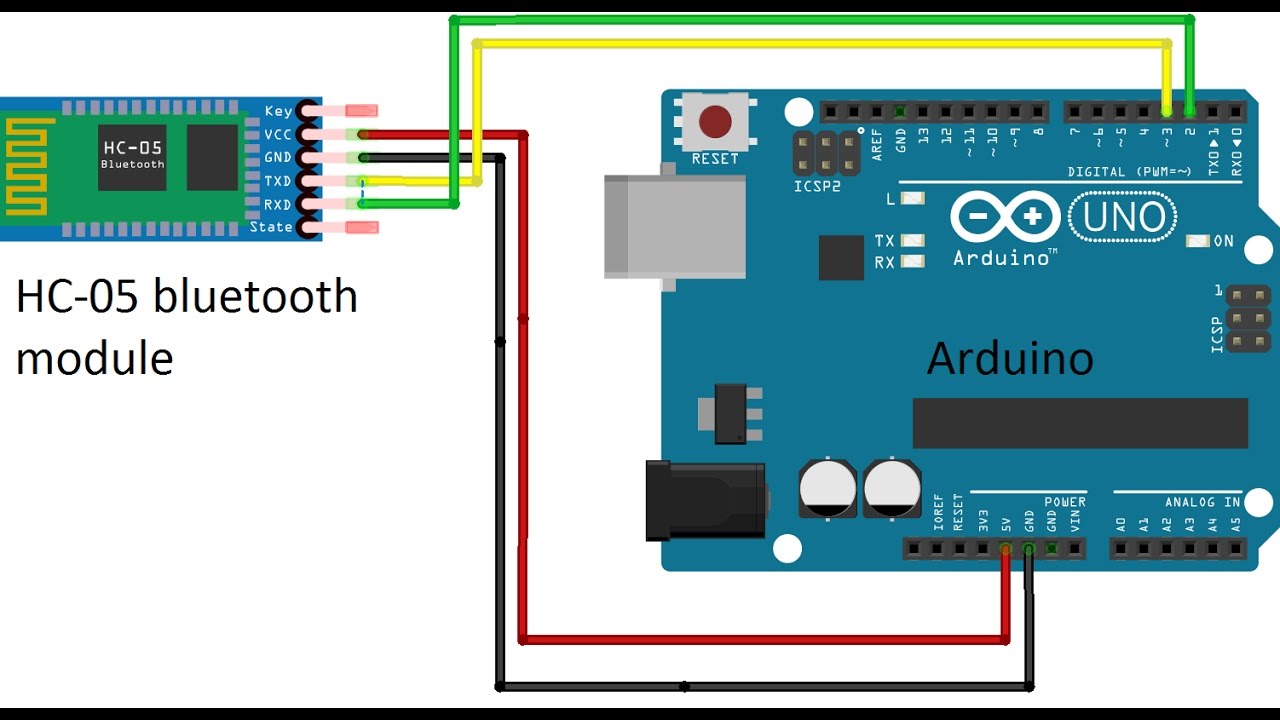 Key
VCC
GND
TXD
RXD
State
HC-05
Bluetooth
HC-05 bluetooth
module
RESET
ICSP2
AREF
GND
13
12
~11
~10
~9
8
7
~6
~5
4
~3
2
TX0▶1
RX0◀0
DIGITAL (PWM=~)
L
TX
RX
UNO
Arduino™
ON
1
ICSP
Arduino
IOREF
RESET
3V3
5V
GND
GND
VIN
POWER
ANALOG IN
A0
A1
A2
A3
A4
A5